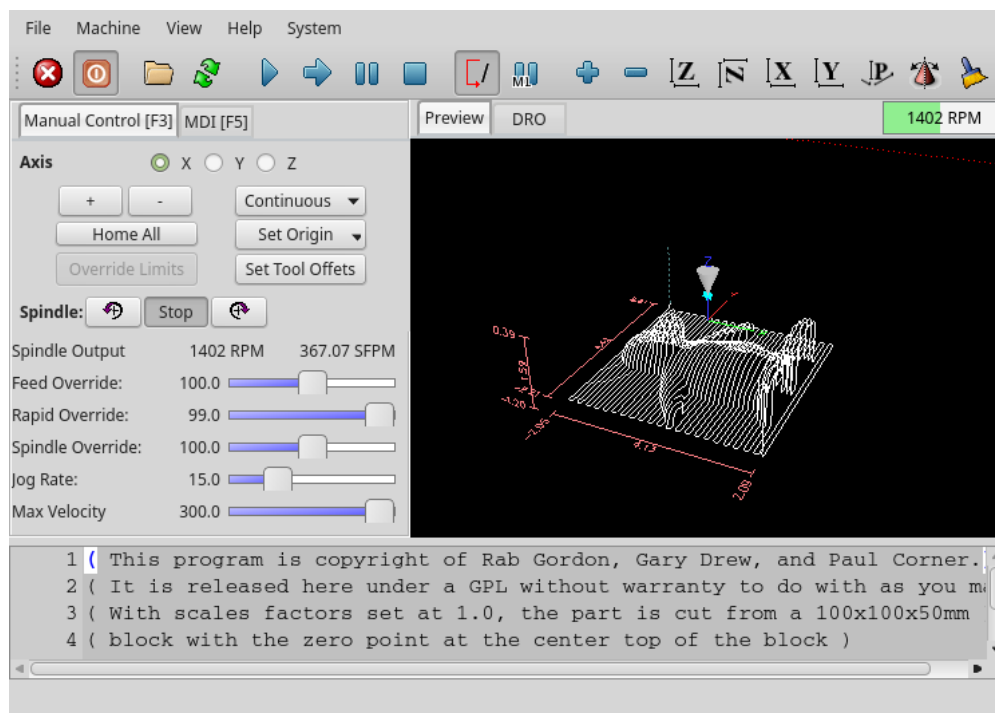 File Machine View Help System
M1 Z N X Y P
Manual Control [F3] MDI [F5]
Preview DRO 1402 RPM
Axis X Y Z
+ - Continuous
Home All Set Origin
Override Limits Set Tool Offets
Spindle: Stop
Spindle Output 1402 RPM 367.07 SFPM
Feed Override: 100.0
Rapid Override: 99.0
Spindle Override: 100.0
Jog Rate: 15.0
Max Velocity 300.0
Z
0.39
-2.05
4.13
2.09
1 ( This program is copyright of Rab Gordon, Gary Drew, and Paul Corner.
2 ( It is released here under a GPL without warranty to do with as you
3 ( With scales factors set at 1.0, the part is cut from a 100x100x50mm
4 ( block with the zero point at the center top of the block )